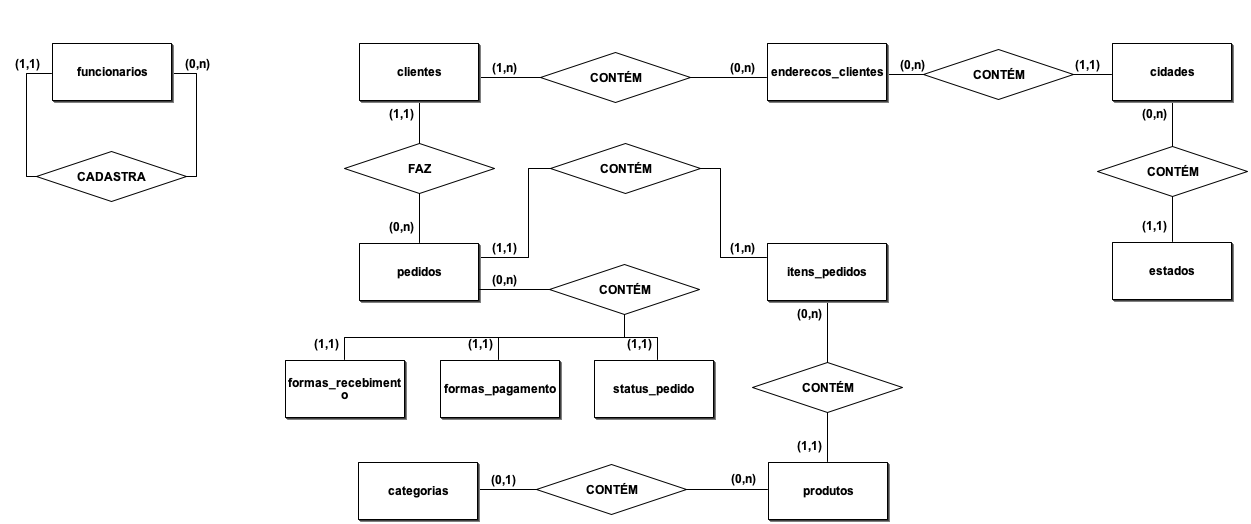 (1,1)
funcionarios
(0,n)
CADASTRA
clientes
(1,n)
CONTÉM
(0,n)
enderecos_clientes
(0,n)
CONTÉM
(1,1)
cidades
(1,1)
FAZ
(0,n)
(0,n)
CONTÉM
(1,1)
estados
pedidos
(1,1)
CONTÉM
(1,n)
itens_pedidos
(0,n)
CONTÉM
(1,1)
(1,1)
(1,1)
formas_recebiment
o
formas_pagamento
status_pedido
(0,n)
CONTÉM
(1,1)
categorias
(0,1)
CONTÉM
(0,n)
produtos